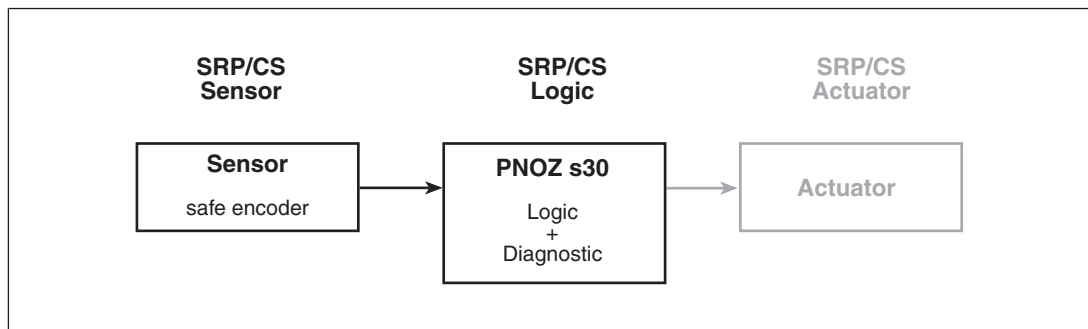 SRP/CS
Sensor
SRP/CS
Logic
SRP/CS
Actuator
Sensor
safe encoder
PNOZ s30
Logic
+
Diagnostic
Actuator